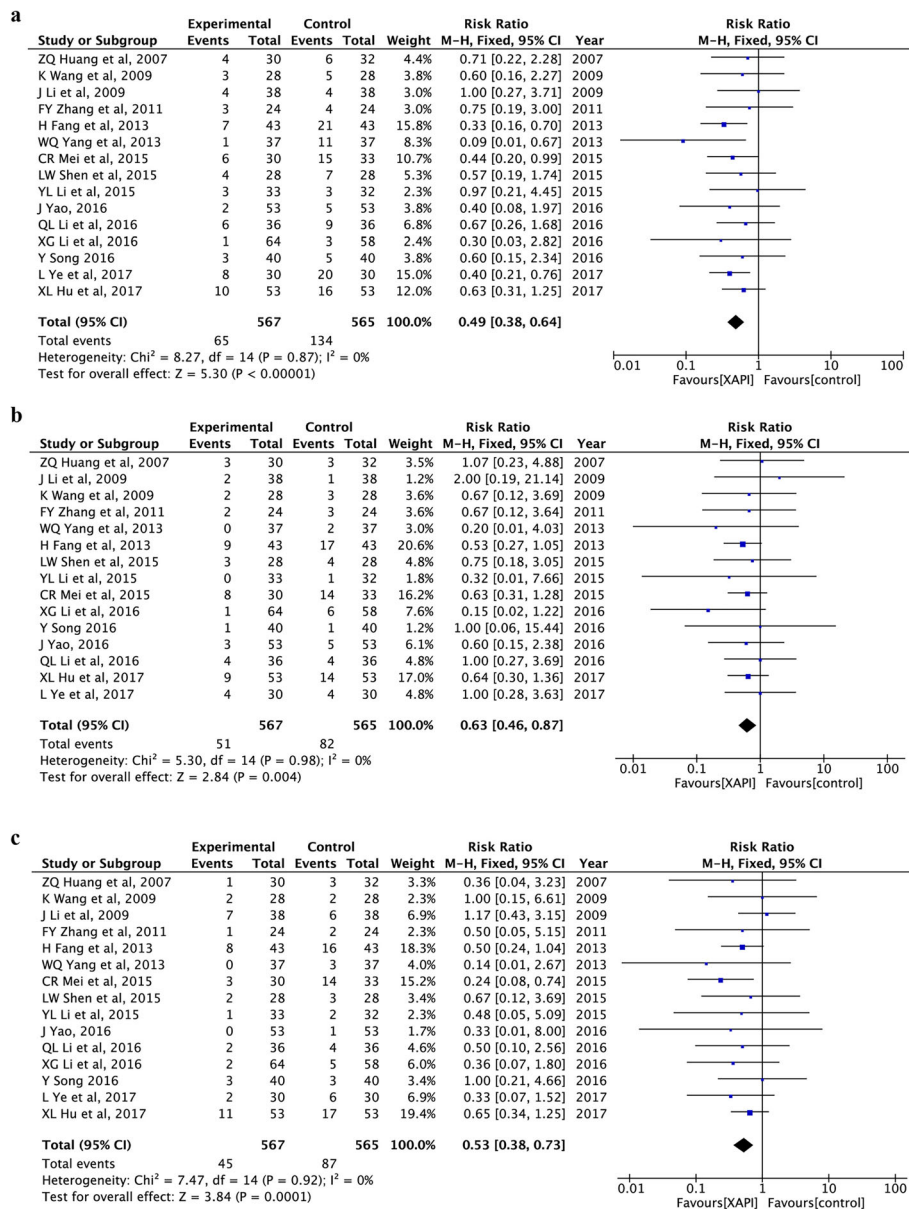 a
Experimental Control Risk Ratio Risk Ratio
Study or Subgroup Events Total Events Total Weight M-H, Fixed, 95% CI Year M-H, Fixed, 95% CI
ZQ Huang et al, 2007 4 30 6 32 4.4% 0.71 [0.22, 2.28] 2007
K Wang et al, 2009 3 28 5 28 3.8% 0.60 [0.16, 2.27] 2009
J Li et al, 2009 4 38 4 38 3.0% 1.00 [0.27, 3.71] 2009
FY Zhang et al, 2011 3 24 4 24 3.0% 0.75 [0.19, 3.00] 2011
H Fang et al, 2013 7 43 21 43 15.8% 0.33 [0.16, 0.70] 2013
WQ Yang et al, 2013 1 37 11 37 8.3% 0.09 [0.01, 0.67] 2013
CR Mei et al, 2015 6 30 15 33 10.7% 0.44 [0.20, 0.99] 2015
LW Shen et al, 2015 4 28 7 28 5.3% 0.57 [0.19, 1.74] 2015
YL Li et al, 2015 3 33 3 32 2.3% 0.97 [0.21, 4.45] 2015
J Yao, 2016 2 53 5 53 3.8% 0.40 [0.08, 1.97] 2016
QL Li et al, 2016 6 36 9 36 6.8% 0.67 [0.26, 1.68] 2016
XG Li et al, 2016 1 64 3 58 2.4% 0.30 [0.03, 2.82] 2016
Y Song 2016 3 40 5 40 3.8% 0.60 [0.15, 2.34] 2016
L Ye et al, 2017 8 30 20 30 15.0% 0.40 [0.21, 0.76] 2017
XL Hu et al, 2017 10 53 16 53 12.0% 0.63 [0.31, 1.25] 2017
Total (95% CI) 567 565 100.0% 0.49 [0.38, 0.64]
Total events 65 134
Heterogeneity: Chi² = 8.27, df = 14 (P = 0.87); I² = 0%
Test for overall effect: Z = 5.30 (P < 0.00001)
0.01 0.1 1 10 100
Favours[XAPI] Favours[control]
b
Experimental Control Risk Ratio Risk Ratio
Study or Subgroup Events Total Events Total Weight M-H, Fixed, 95% CI Year M-H, Fixed, 95% CI
ZQ Huang et al, 2007 3 30 3 32 3.5% 1.07 [0.23, 4.88] 2007
J Li et al, 2009 2 38 1 38 1.2% 2.00 [0.19, 21.14] 2009
K Wang et al, 2009 2 28 3 28 3.6% 0.67 [0.12, 3.69] 2009
FY Zhang et al, 2011 2 24 3 24 3.6% 0.67 [0.12, 3.64] 2011
WQ Yang et al, 2013 0 37 2 37 3.0% 0.20 [0.01, 4.03] 2013
H Fang et al, 2013 9 43 17 43 20.6% 0.53 [0.27, 1.05] 2013
LW Shen et al, 2015 3 28 4 28 4.8% 0.75 [0.18, 3.05] 2015
YL Li et al, 2015 0 33 1 32 1.8% 0.32 [0.01, 7.66] 2015
CR Mei et al, 2015 8 30 14 33 16.2% 0.63 [0.31, 1.28] 2015
XG Li et al, 2016 1 64 6 58 7.6% 0.15 [0.02, 1.22] 2016
Y Song 2016 1 40 1 40 1.2% 1.00 [0.06, 15.44] 2016
J Yao, 2016 3 53 5 53 6.1% 0.60 [0.15, 2.38] 2016
QL Li et al, 2016 4 36 4 36 4.8% 1.00 [0.27, 3.69] 2016
XL Hu et al, 2017 9 53 14 53 17.0% 0.64 [0.30, 1.36] 2017
L Ye et al, 2017 4 30 4 30 4.8% 1.00 [0.28, 3.63] 2017
Total (95% CI) 567 565 100.0% 0.63 [0.46, 0.87]
Total events 51 82
Heterogeneity: Chi² = 5.30, df = 14 (P = 0.98); I² = 0%
Test for overall effect: Z = 2.84 (P = 0.004)
0.01 0.1 1 10 100
Favours[XAPI] Favours[control]
c
Experimental Control Risk Ratio Risk Ratio
Study or Subgroup Events Total Events Total Weight M-H, Fixed, 95% CI Year M-H, Fixed, 95% CI
ZQ Huang et al, 2007 1 30 3 32 3.3% 0.36 [0.04, 3.23] 2007
K Wang et al, 2009 2 28 2 28 2.3% 1.00 [0.15, 6.61] 2009
J Li et al, 2009 7 38 6 38 6.9% 1.17 [0.43, 3.15] 2009
FY Zhang et al, 2011 1 24 2 24 2.3% 0.50 [0.05, 5.15] 2011
H Fang et al, 2013 8 43 16 43 18.3% 0.50 [0.24, 1.04] 2013
WQ Yang et al, 2013 0 37 3 37 4.0% 0.14 [0.01, 2.67] 2013
CR Mei et al, 2015 3 30 14 33 15.2% 0.24 [0.08, 0.74] 2015
LW Shen et al, 2015 2 28 3 28 3.4% 0.67 [0.12, 3.69] 2015
YL Li et al, 2015 1 33 2 32 2.3% 0.48 [0.05, 5.09] 2015
J Yao, 2016 0 53 1 53 1.7% 0.33 [0.01, 8.00] 2016
QL Li et al, 2016 2 36 4 36 4.6% 0.50 [0.10, 2.56] 2016
XG Li et al, 2016 2 64 5 58 6.0% 0.36 [0.07, 1.80] 2016
Y Song 2016 3 40 3 40 3.4% 1.00 [0.21, 4.66] 2016
L Ye et al, 2017 2 30 6 30 6.9% 0.33 [0.07, 1.52] 2017
XL Hu et al, 2017 11 53 17 53 19.4% 0.65 [0.34, 1.25] 2017
Total (95% CI) 567 565 100.0% 0.53 [0.38, 0.73]
Total events 45 87
Heterogeneity: Chi² = 7.47, df = 14 (P = 0.92); I² = 0%
Test for overall effect: Z = 3.84 (P = 0.0001)
0.01 0.1 1 10 100
Favours[XAPI] Favours[control]